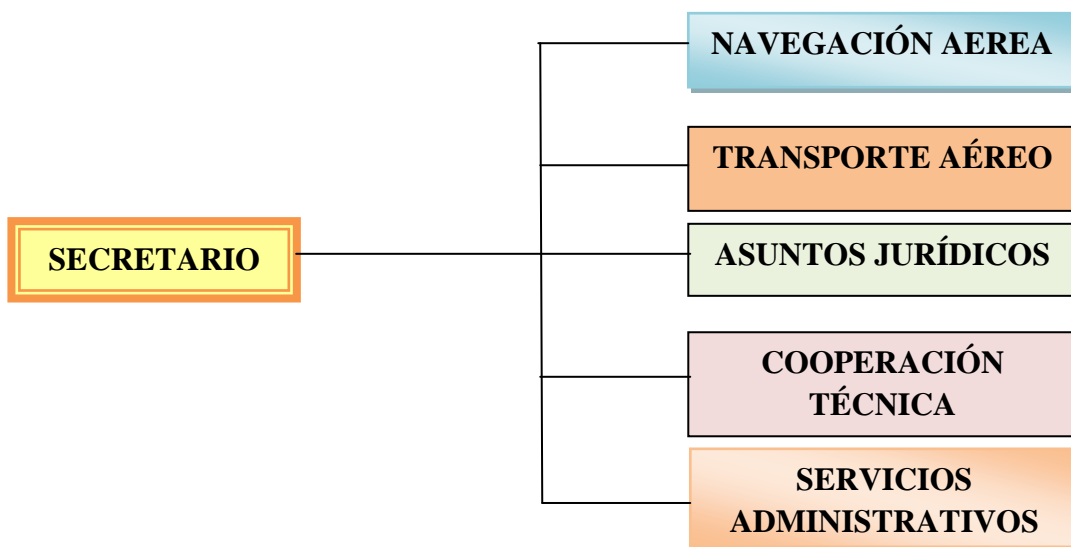 NAVEGACIÓN AEREA
TRANSPORTE AÉREO
SECRETARIO
ASUNTOS JURÍDICOS
COOPERACIÓN
TÉCNICA
SERVICIOS
ADMINISTRATIVOS